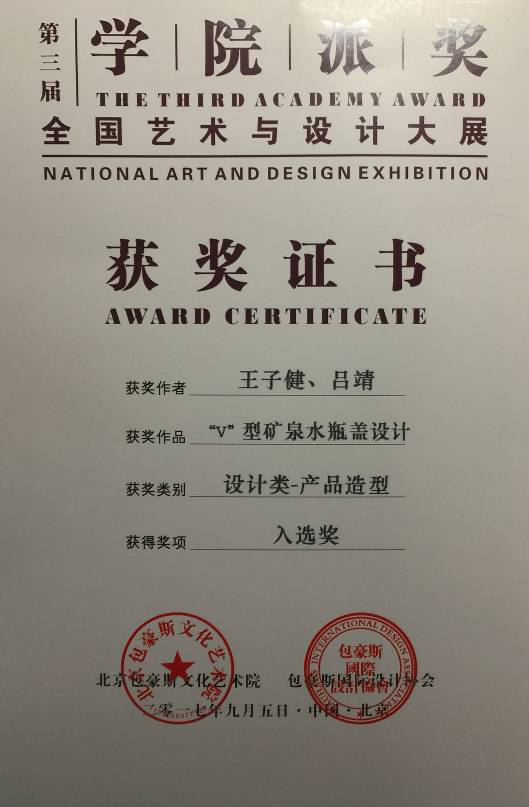 第三届
学院派奖
THE THIRD ACADEMY AWARD
全国艺术与设计大展
NATIONAL ART AND DESIGN EXHIBITION
获奖证书
AWARD CERTIFICATE
获奖作者 王子健、吕靖
获奖作品 “V”型矿泉水瓶盖设计
获奖类别 设计类-产品造型
获得奖项 入选奖
北京包豪斯文化艺术院 包豪斯国际设计协会
二〇一七年九月五日·中国·北京
北京包豪斯文化艺术院
INTERNATIONAL DESIGN
包豪斯
國際
設計協會